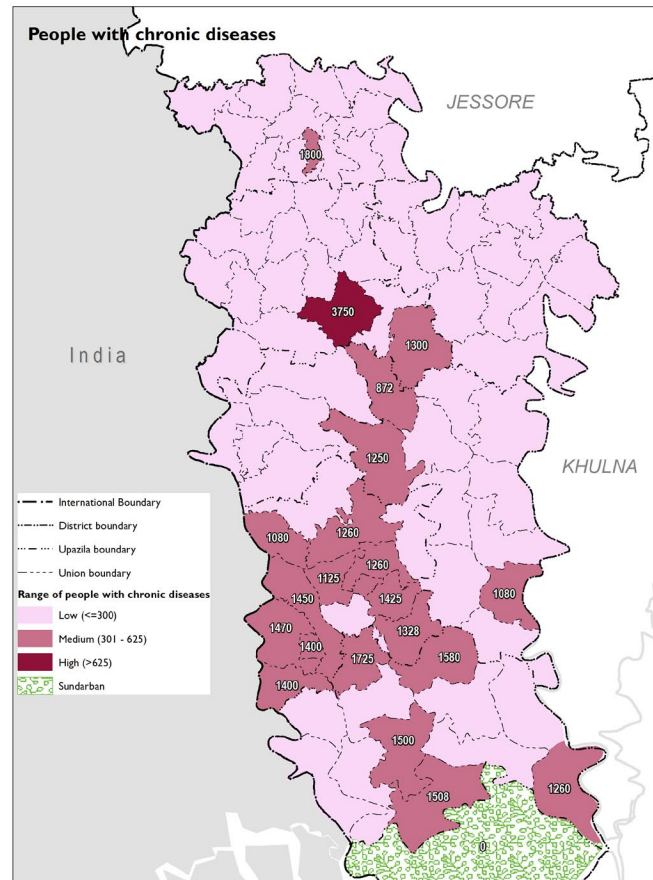 People with chronic diseases
JESSORE
1800
3750
1300
India
872
1250
KHULNA
International Boundary
District boundary
Upazila boundary
Union boundary
Range of people with chronic diseases
Low (<=300)
Medium (301 - 625)
High (>625)
Sundarban
1080
1260
1260
1125
1080
1450
1425
1470
1328
1400
1725
1580
1400
1500
1260
1508
0